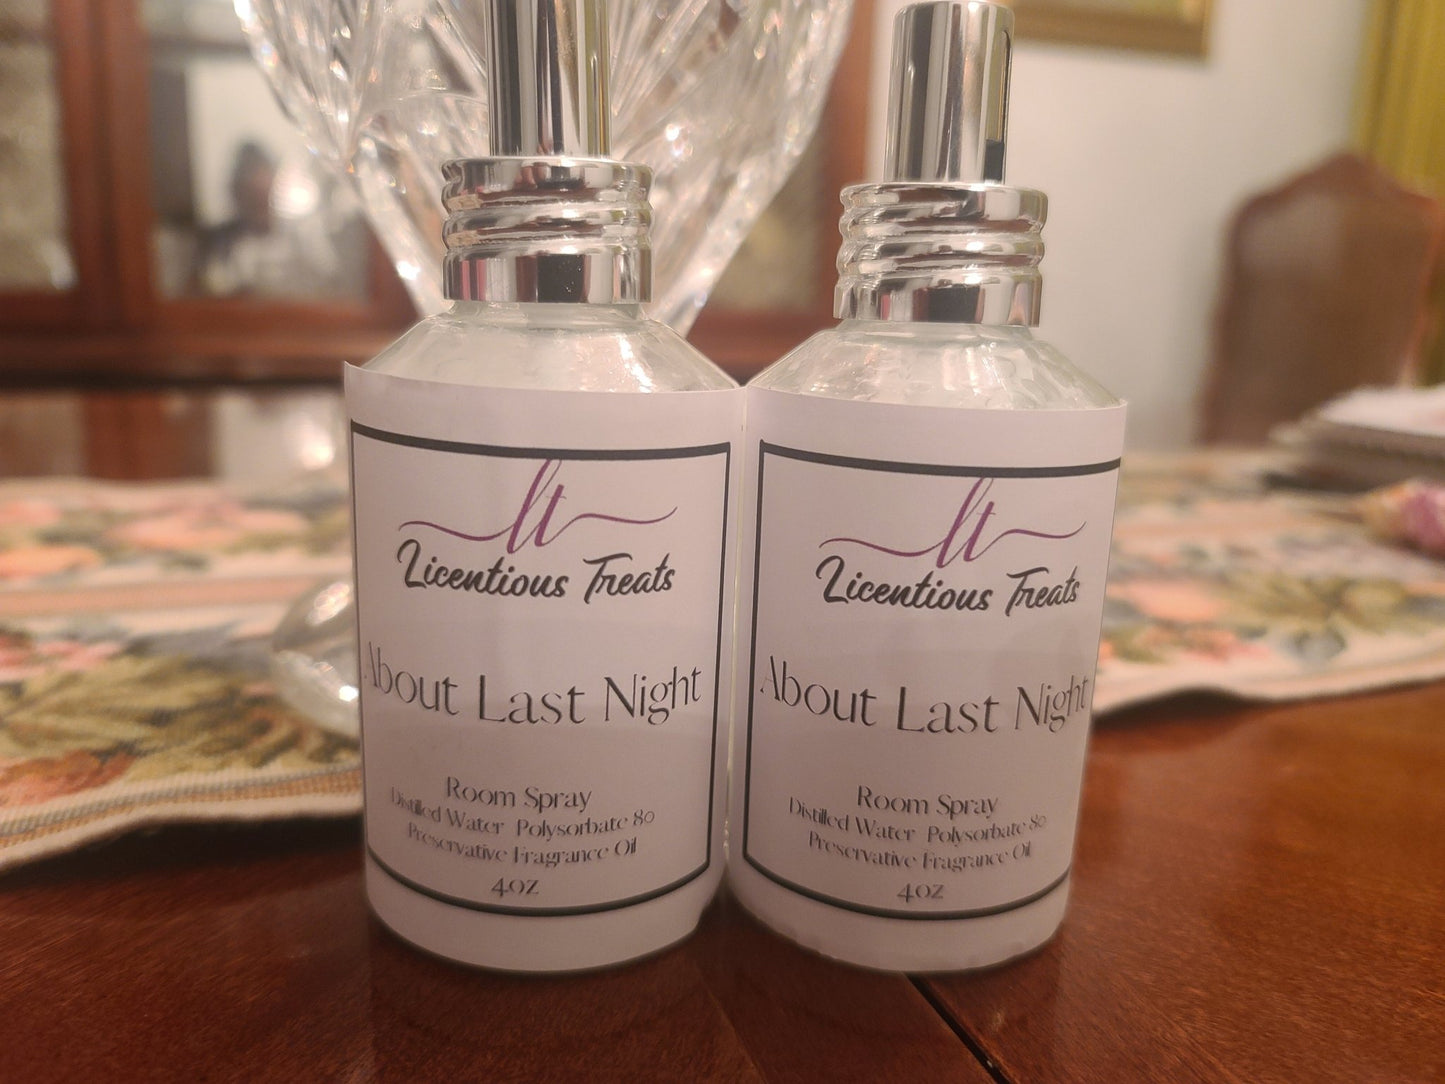 lt
Licentious Treats
About Last Night
Room Spray
Distilled Water Polysorbate 80
Preservative Fragrance Oil
4oz
lt
Licentious Treats
About Last Night
Room Spray
Distilled Water Polysorbate 80
Preservative Fragrance Oil
4oz